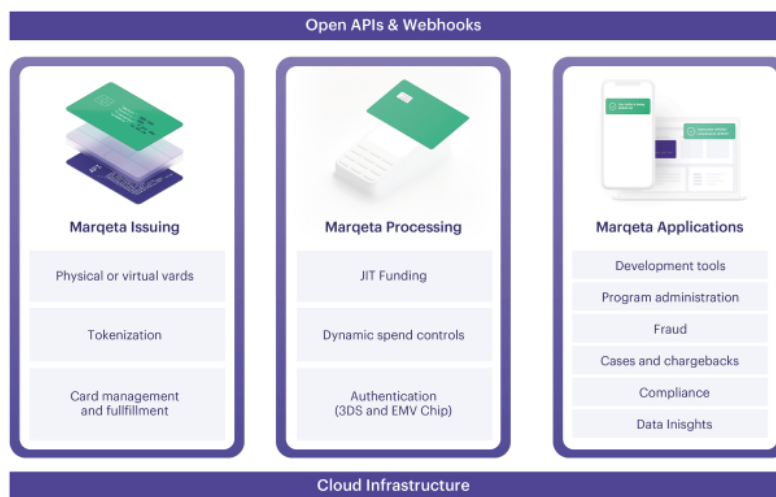 Open APIs & Webhooks
Marqeta Issuing
Physical or virtual vards
Tokenization
Card management
and fullfillment
Marqeta Processing
JIT Funding
Dynamic spend controls
Authentication
(3DS and EMV Chip)
Marqeta Applications
Development tools
Program administration
Fraud
Cases and chargebacks
Compliance
Data Inisghts
Cloud Infrastructure